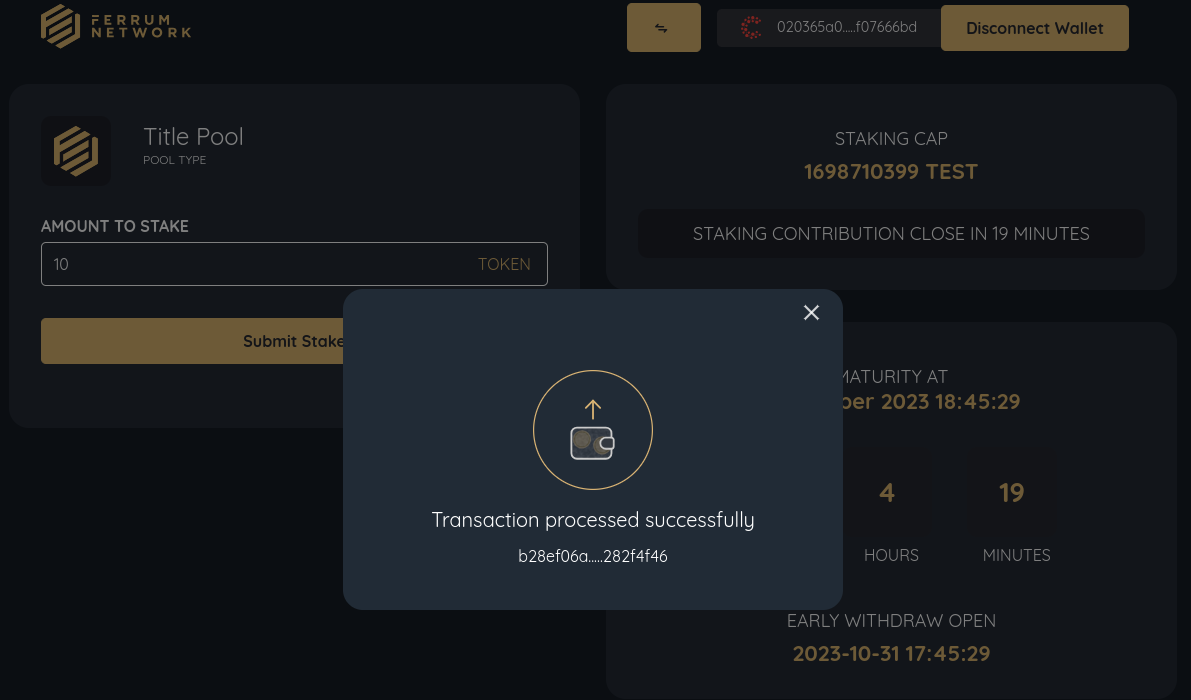 FERRUM
NETWORK
020365a0.....f07666bd
Disconnect Wallet
Title Pool
POOL TYPE
AMOUNT TO STAKE
10
TOKEN
Submit Stake
STAKING CAP
1698710399 TEST
STAKING CONTRIBUTION CLOSE IN 19 MINUTES
Transaction processed successfully
b28ef06a.....282f4f46
MATURITY AT
2023 18:45:29
4
19
HOURS
MINUTES
EARLY WITHDRAW OPEN
2023-10-31 17:45:29